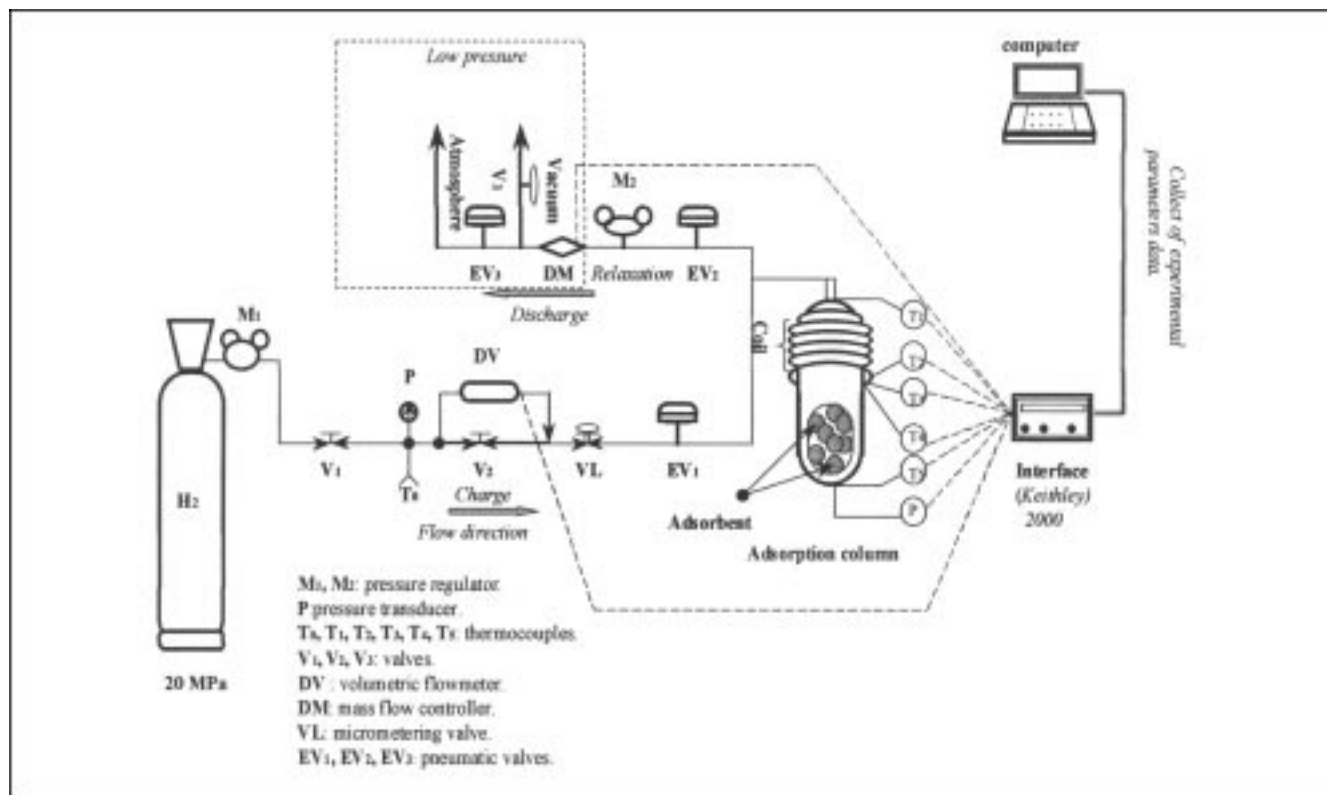 computer
Low pressure
Atmosphere
V3
Vacuum
M2
Collect of experimental
parameters data.
EV3
DM
Relaxation
EV2
Discharge
M1
Coil
T1
T2
DV
P
V1
V2
VL
EV1
T4
T5
P
T0
Charge
Flow direction
H2
Adsorbent
Adsorption column
Interface
(Keithley)
2000
M1, M2: pressure regulator.
P:pressure transducer.
T0, T1, T2, T3, T4, T5: thermocouples.
V1, V2, V3: valves.
DV : volumetric flowmeter.
DM: mass flow controller.
VL: micrometering valve.
EV1, EV2, EV3: pneumatic valves.
20 MPa